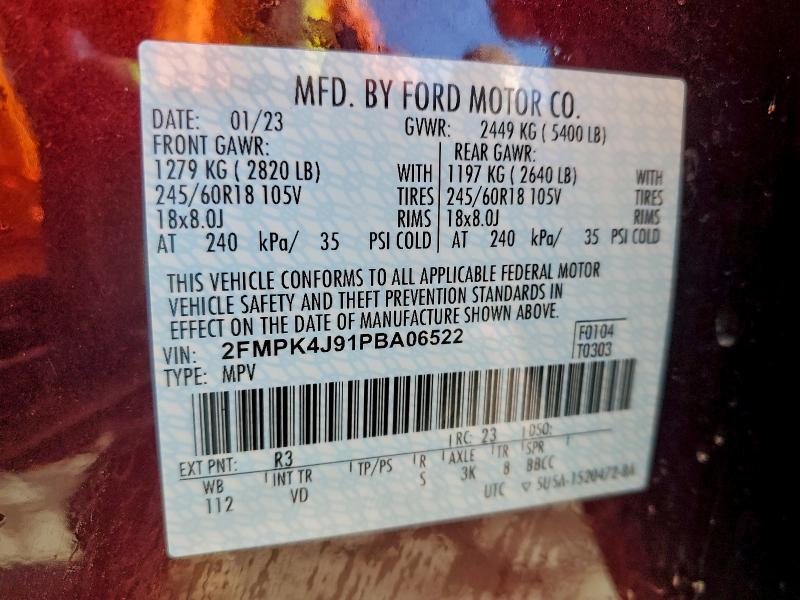 MFD. BY FORD MOTOR CO.
DATE: 01/23 GVWR: 2449 KG ( 5400 LB)
FRONT GAWR: REAR GAWR:
1279 KG ( 2820 LB) WITH 1197 KG ( 2640 LB) WITH
245/60R18 105V TIRES 245/60R18 105V TIRES
18x8.0J RIMS 18x8.0J RIMS
AT 240 kPa/ 35 PSI COLD AT 240 kPa/ 35 PSI COLD
THIS VEHICLE CONFORMS TO ALL APPLICABLE FEDERAL MOTOR
VEHICLE SAFETY AND THEFT PREVENTION STANDARDS IN
EFFECT ON THE DATE OF MANUFACTURE SHOWN ABOVE.
VIN: 2FMPK4J91PBA06522 F0104
TYPE: MPV T0303
EXT PNT: R3 RC: 23 DSO:
WB INT TR TP/PS R AXLE TR SPR
112 VD S 3K 8 BBCC
UTC